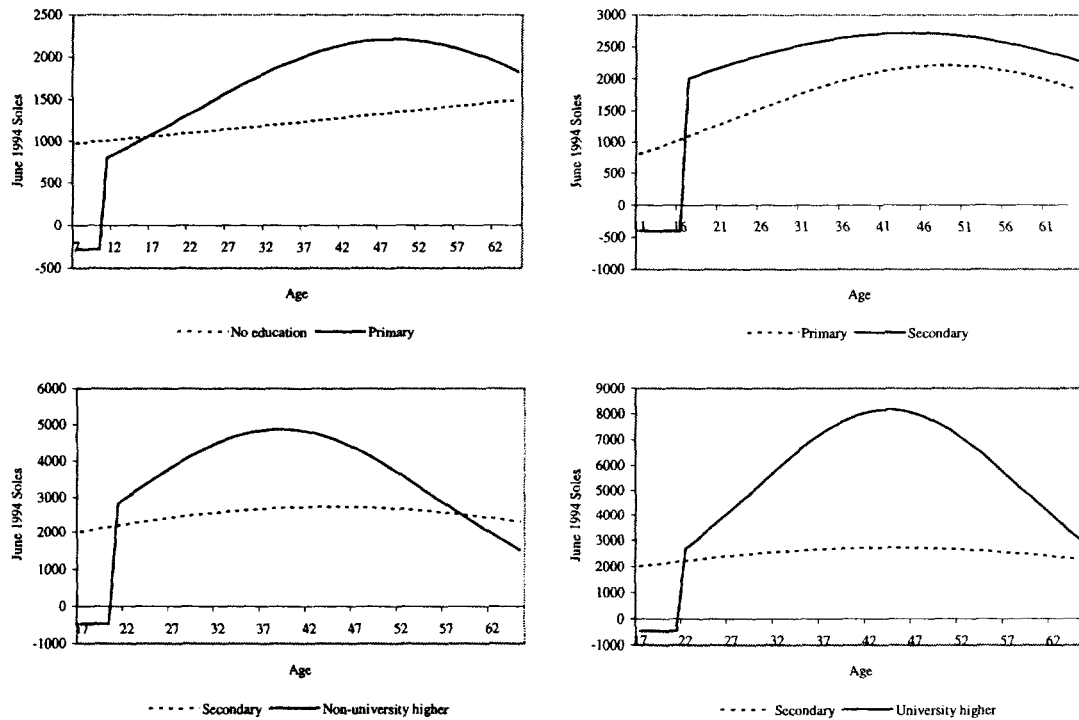 2500
2000
1500
1000
500
0
-500
June 1994 Soles
7 12 17 22 27 32 37 42 47 52 57 62
Age
No education Primary
3000
2500
2000
1500
1000
500
0
-500
-1000
June 1994 Soles
11 16 21 26 31 36 41 46 51 56 61
Age
Primary Secondary
6000
5000
4000
3000
2000
1000
0
-1000
June 1994 Soles
17 22 27 32 37 42 47 52 57 62
Age
Secondary Non-university higher
9000
8000
7000
6000
5000
4000
3000
2000
1000
0
-1000
June 1994 Soles
17 22 27 32 37 42 47 52 57 62
Age
Secondary University higher